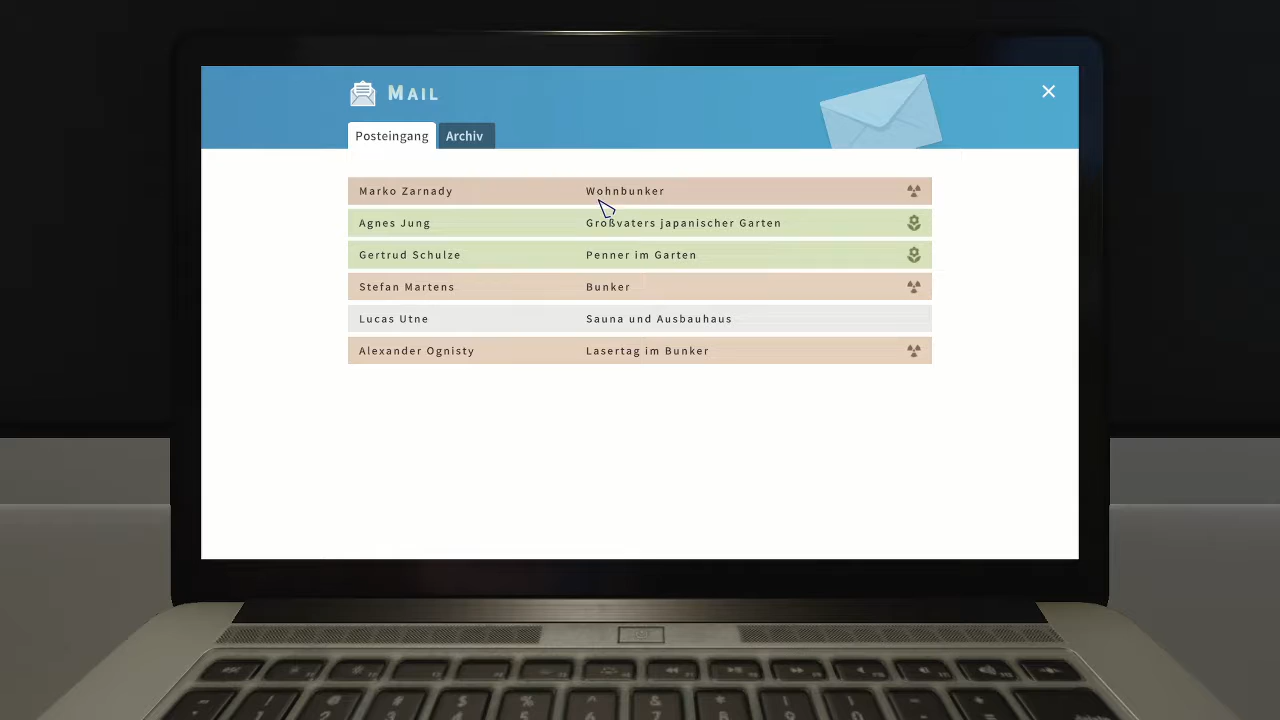 Mail
Posteingang Archiv
Marko Zarnady Wohnbunker
Agnes Jung Großvaters japanischer Garten
Gertrud Schulze Penner im Garten
Stefan Martens Bunker
Lucas Utne Sauna und Ausbauhaus
Alexander Ognisty Lasertag im Bunker